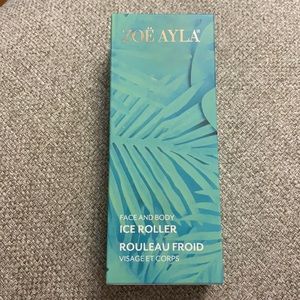 ZOË AYLA
FACE AND BODY
ICE ROLLER
ROULEAU FROID
VISAGE ET CORPS